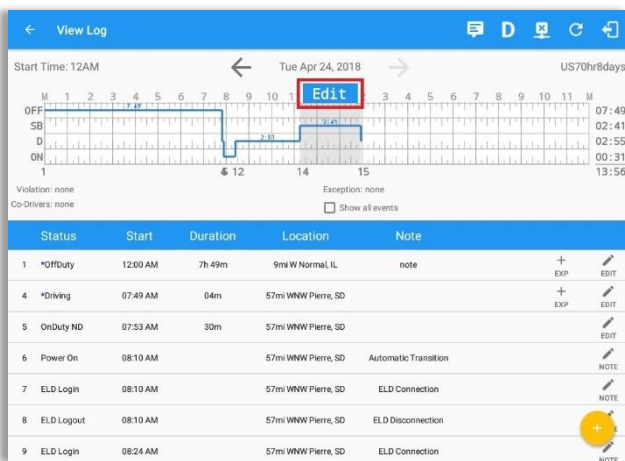 View Log
D
Start Time: 12AM
Tue Apr 24, 2018
US70hr8days
Edit
M 1 2 3 4 5 6 7 8 9 10 1 3 4 5 6 7 8 9 10 11 M
OFF 7:49 07:49
SB 2:41 02:41
D 2:51 02:55
ON 00:31
1 12 14 15 13:56
Violation: none
Exception: none
Co-Drivers: none
Show all events
Status Start Duration Location Note
1 *OffDuty 12:00 AM 7h 49m 9mi W Normal, IL note + EXP EDIT
4 *Driving 07:49 AM 04m 57mi WNW Pierre, SD + EXP EDIT
5 OnDuty ND 07:53 AM 30m 57mi WNW Pierre, SD EDIT
6 Power On 08:10 AM 57mi WNW Pierre, SD Automatic Transition NOTE
7 ELD Login 08:10 AM 57mi WNW Pierre, SD ELD Connection NOTE
8 ELD Logout 08:10 AM 57mi WNW Pierre, SD ELD Disconnection +
9 ELD Login 08:24 AM 57mi WNW Pierre, SD ELD Connection NOTE